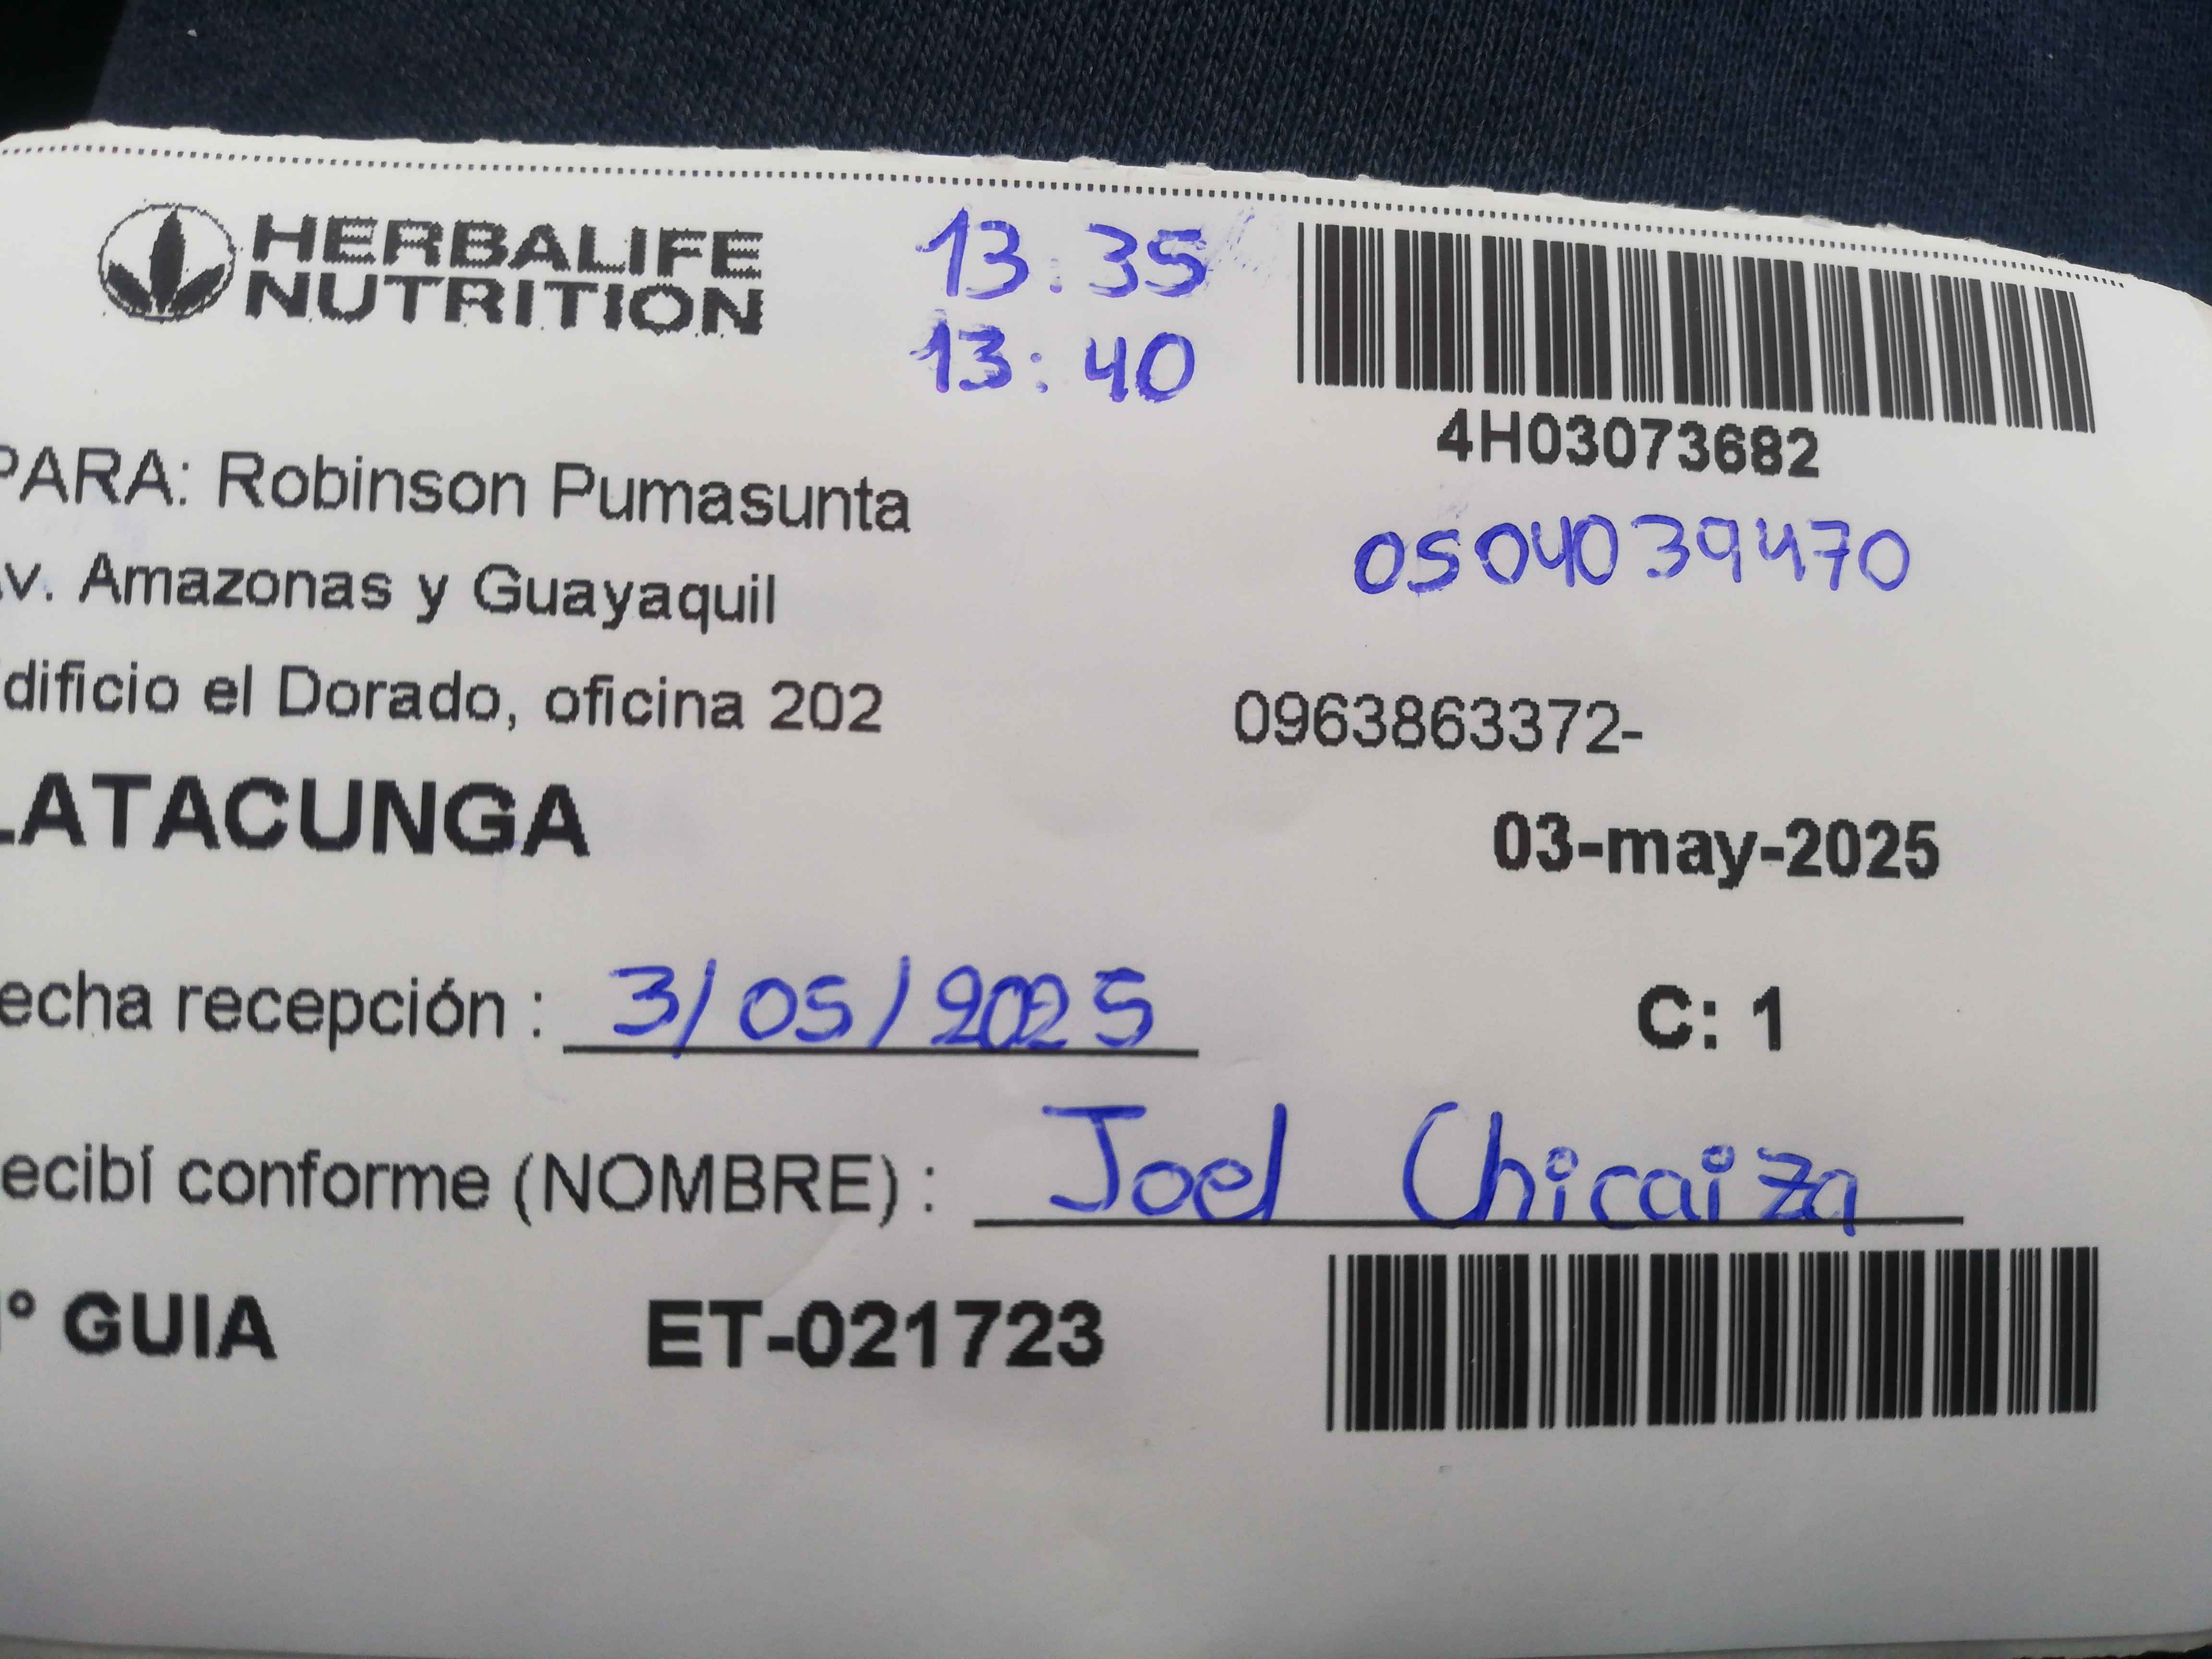 HERBALIFE
NUTRITION
13:35
13:40
4H03073682
PARA: Robinson Pumasunta
0504039470
Av. Amazonas y Guayaquil
dificio el Dorado, oficina 202
0963863372-
LATACUNGA
03-may-2025
echa recepción : 3/05/2025
C: 1
ecibí conforme (NOMBRE) : Joel Chicaiza
° GUIA ET-021723